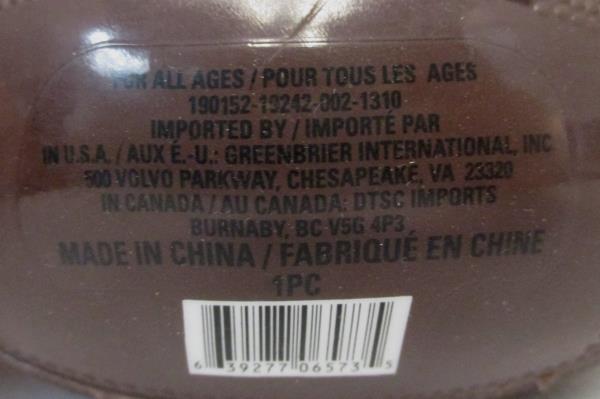 FOR ALL AGES / POUR TOUS LES AGES
190152-19242-002-1310
IMPORTED BY / IMPORTÉ PAR
IN U.S.A. / AUX É.-U.: GREENBRIER INTERNATIONAL, INC
500 VOLVO PARKWAY, CHESAPEAKE, VA 23320
IN CANADA / AU CANADA: DTSC IMPORTS
BURNABY, BC V5G 4P3
MADE IN CHINA / FABRIQUÉ EN CHINE
1PC
6 39277 06573 5